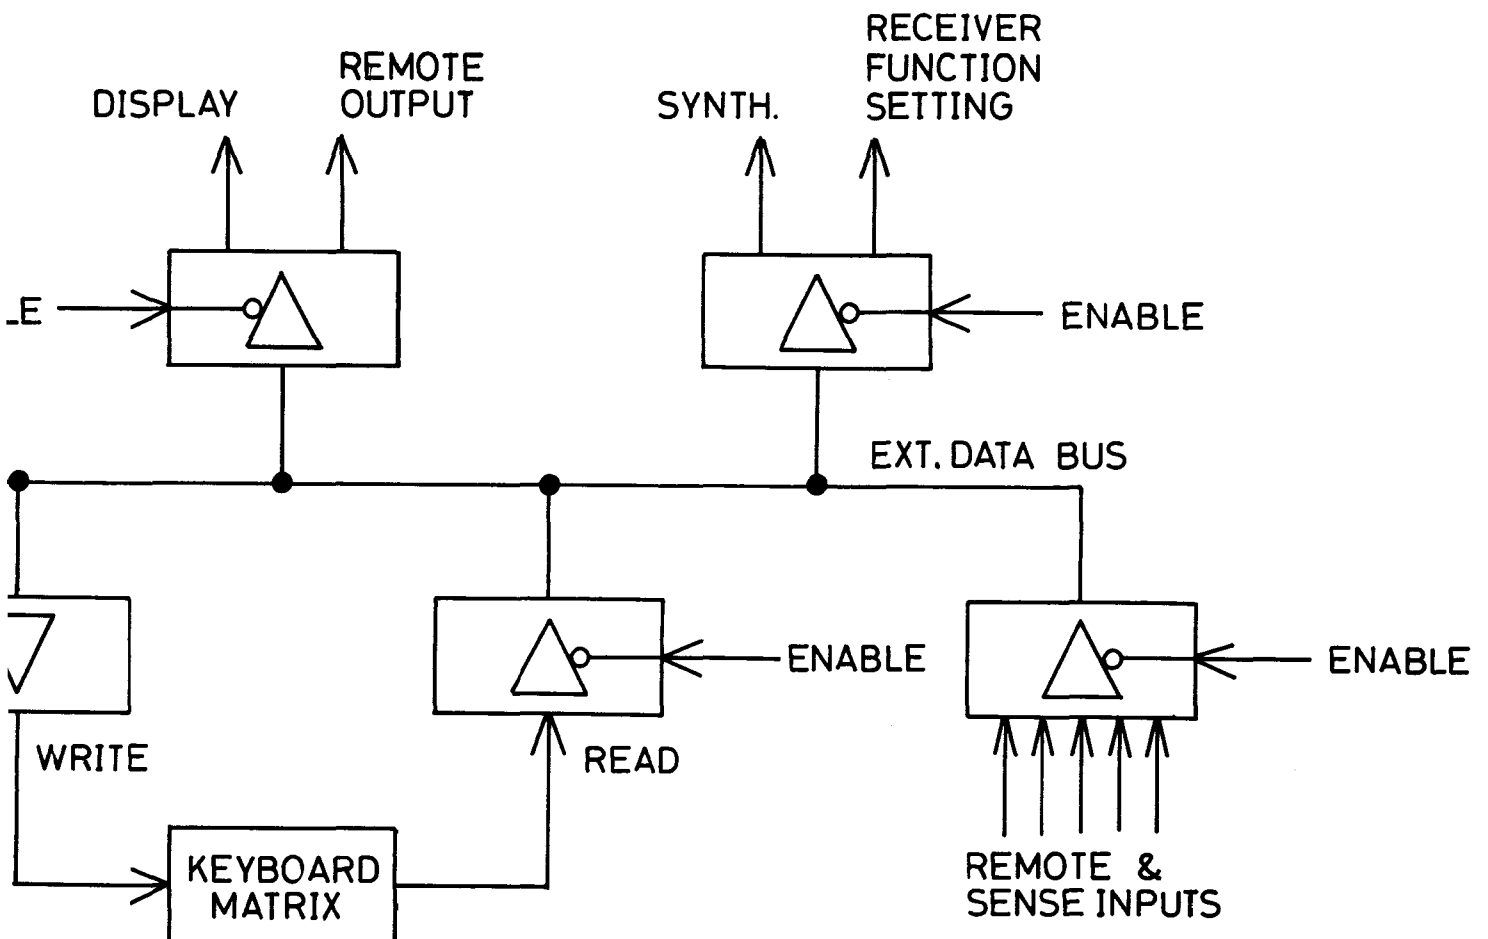 DISPLAY
REMOTE
OUTPUT
SYNTH.
RECEIVER
FUNCTION
SETTING
LE
ENABLE
EXT. DATA BUS
ENABLE
ENABLE
WRITE
READ
KEYBOARD
MATRIX
REMOTE &
SENSE INPUTS